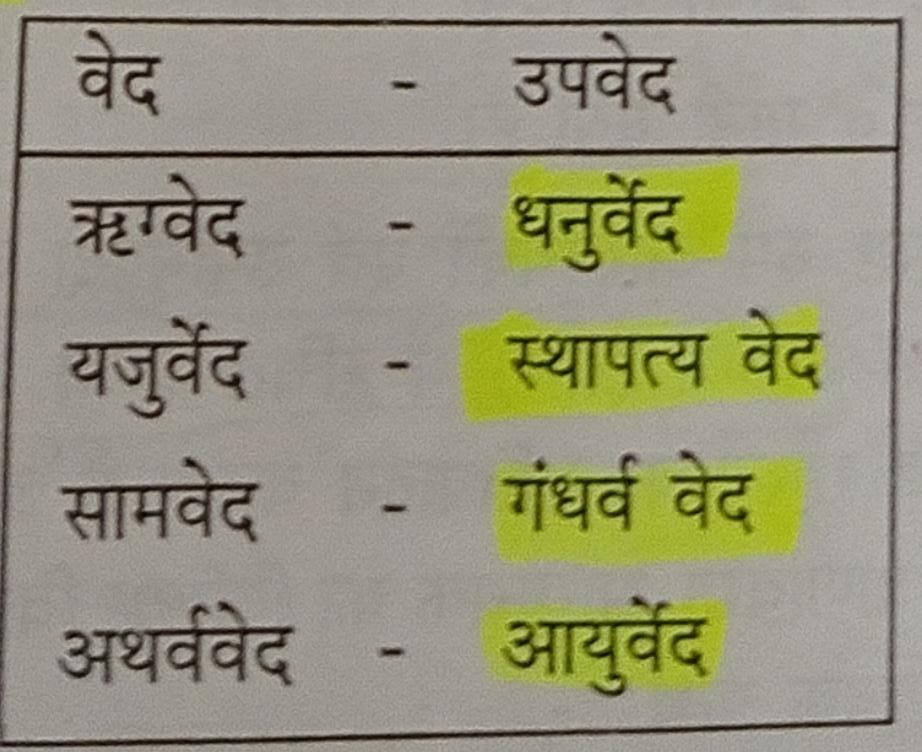 वेद - उपवेद
ऋग्वेद - धनुर्वेद
यजुर्वेद - स्थापत्य वेद
सामवेद - गंधर्व वेद
अथर्ववेद - आयुर्वेद